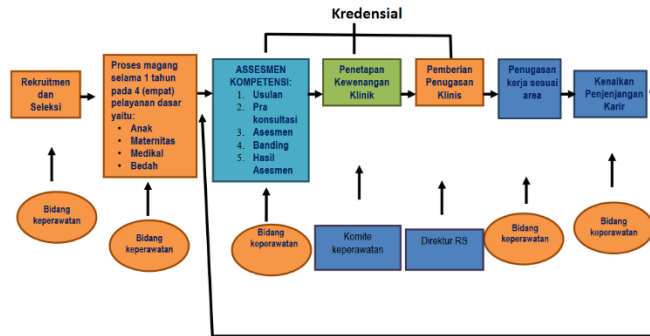 Kredensial
Rekruitmen
dan
Seleksi
Proses magang
selama 1 tahun
pada 4 (empat)
pelayanan dasar
yaitu:
• Anak
• Maternitas
• Medikal
• Bedah
ASSESMEN
KOMPETENSI:
1. Usulan
2. Pra
konsultasi
3. Asesmen
4. Banding
5. Hasil
Asesmen
Penetapan
Kewenangan
Klinik
Pemberian
Penugasan
Klinis
Penugasan
kerja sesuai
area
Kenaikan
Penjenjangan
Karir
Bidang
keperawatan
Bidang
keperawatan
Bidang
keperawatan
Komite
keperawatan
Direktur RS
Bidang
keperawatan
Bidang
keperawatan